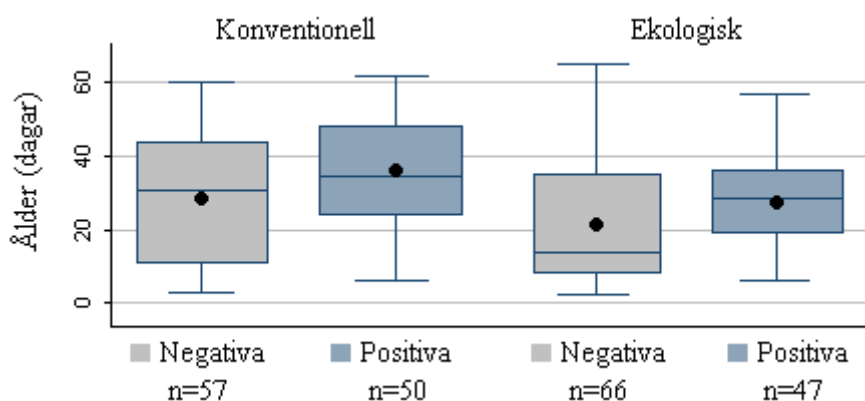 Konventionell Ekologisk
Ålder (dagar)
60
40
20
0
Negativa Positiva Negativa Positiva
n=57 n=50 n=66 n=47